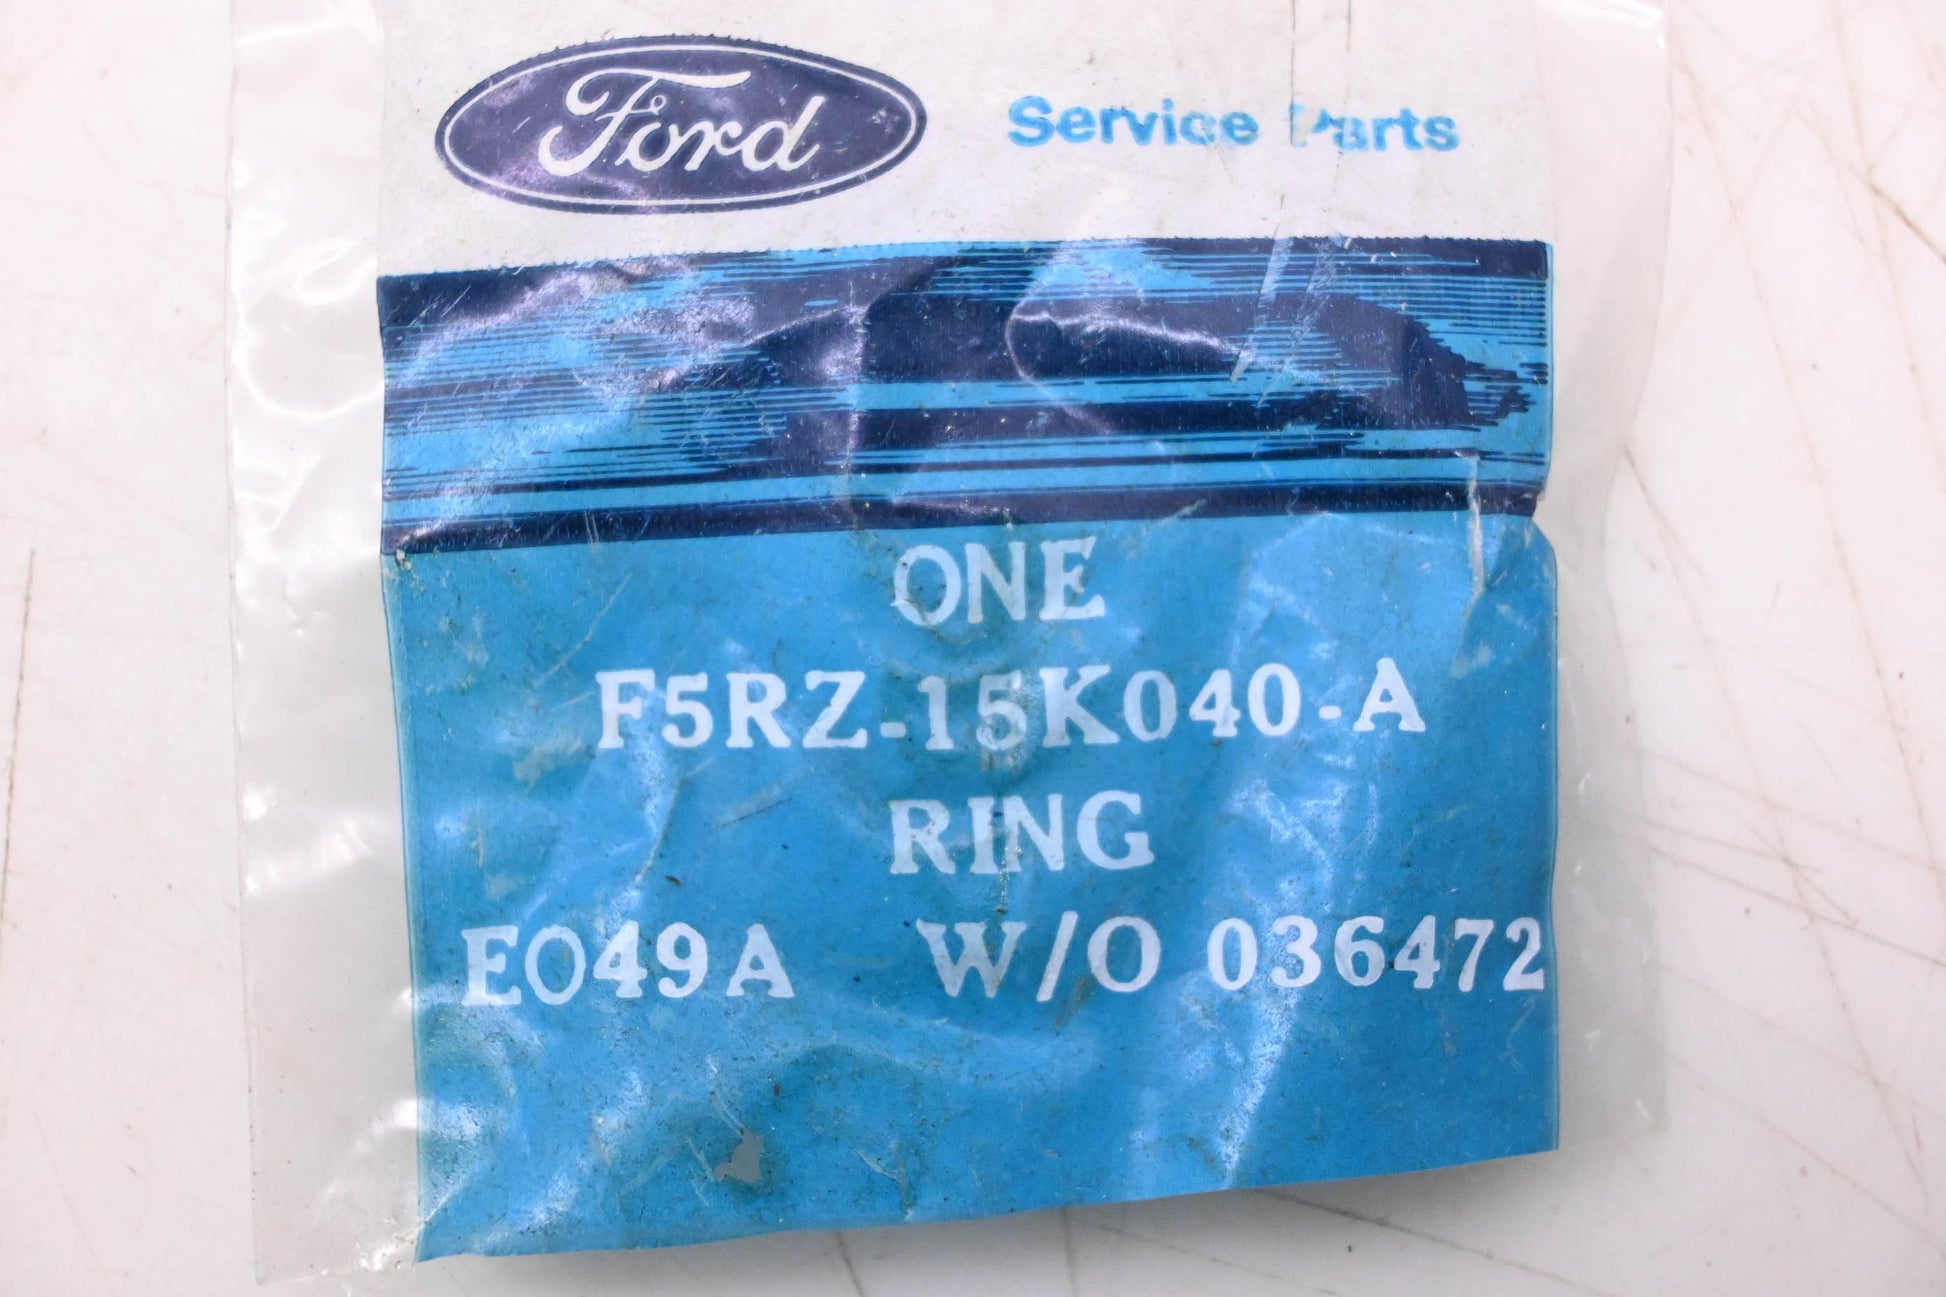 Ford Service Parts
ONE
F5RZ-15K040-A
RING
E049A W/O 036472